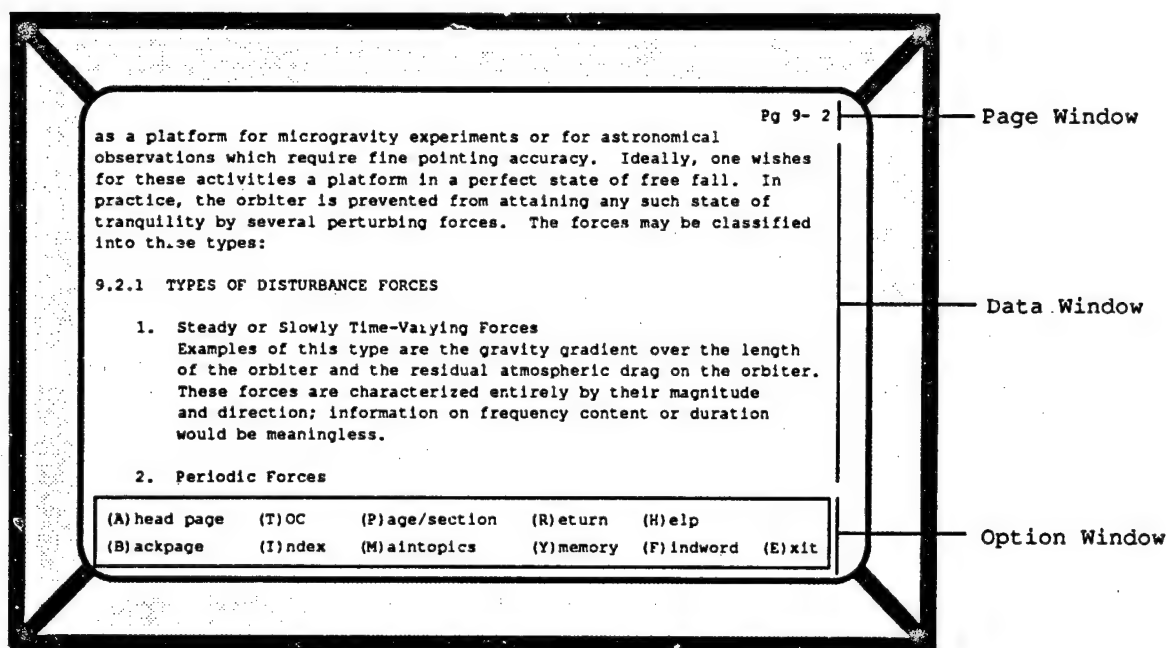 Pg 9- 2
Page Window
as a platform for microgravity experiments or for astronomical
observations which require fine pointing accuracy. Ideally, one wishes
for these activities a platform in a perfect state of free fall. In
practice, the orbiter is prevented from attaining any such state of
tranquility by several perturbing forces. The forces may be classified
into three types:
9.2.1 TYPES OF DISTURBANCE FORCES
Data Window
1. Steady or Slowly Time-Varying Forces
Examples of this type are the gravity gradient over the length
of the orbiter and the residual atmospheric drag on the orbiter.
These forces are characterized entirely by their magnitude
and direction; information on frequency content or duration
would be meaningless.
2. Periodic Forces
(A)head page (T)OC (P)age/section (R)eturn (H)elp
(B)ackpage (I)ndex (M)aintopics (Y)memory (F)indword (E)xit
Option Window